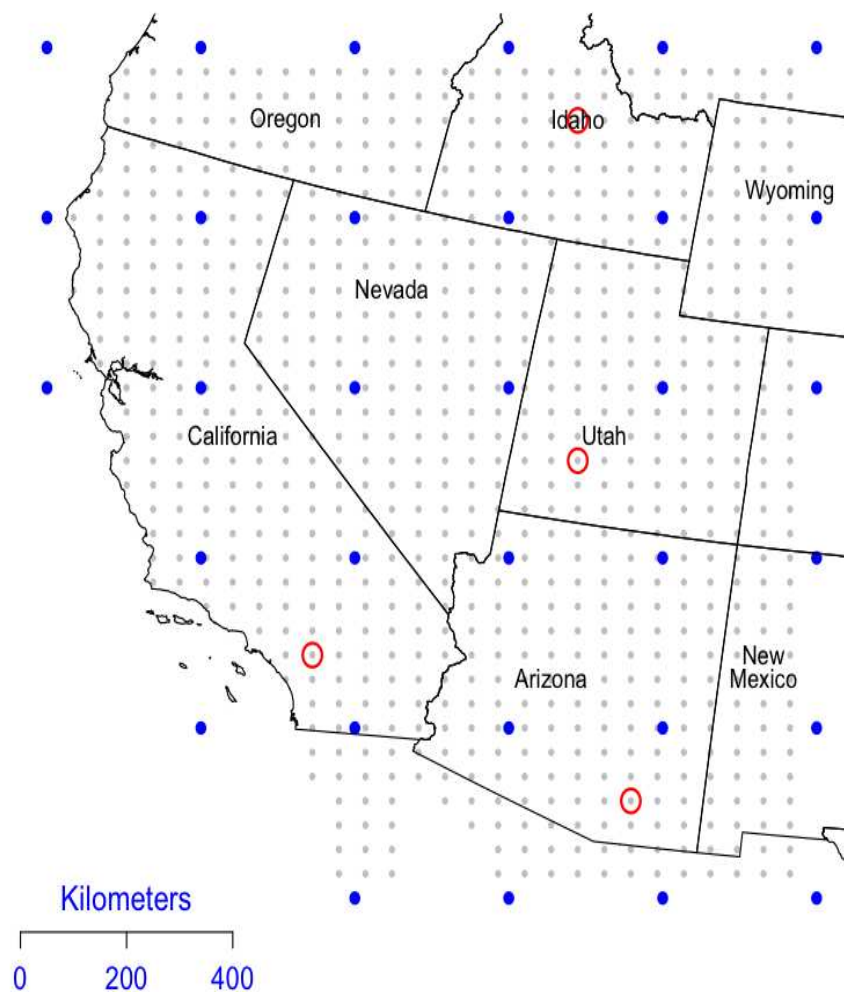 Oregon
Idaho
Wyoming
Nevada
California
Utah
Arizona
New
Mexico
Kilometers
0 200 400